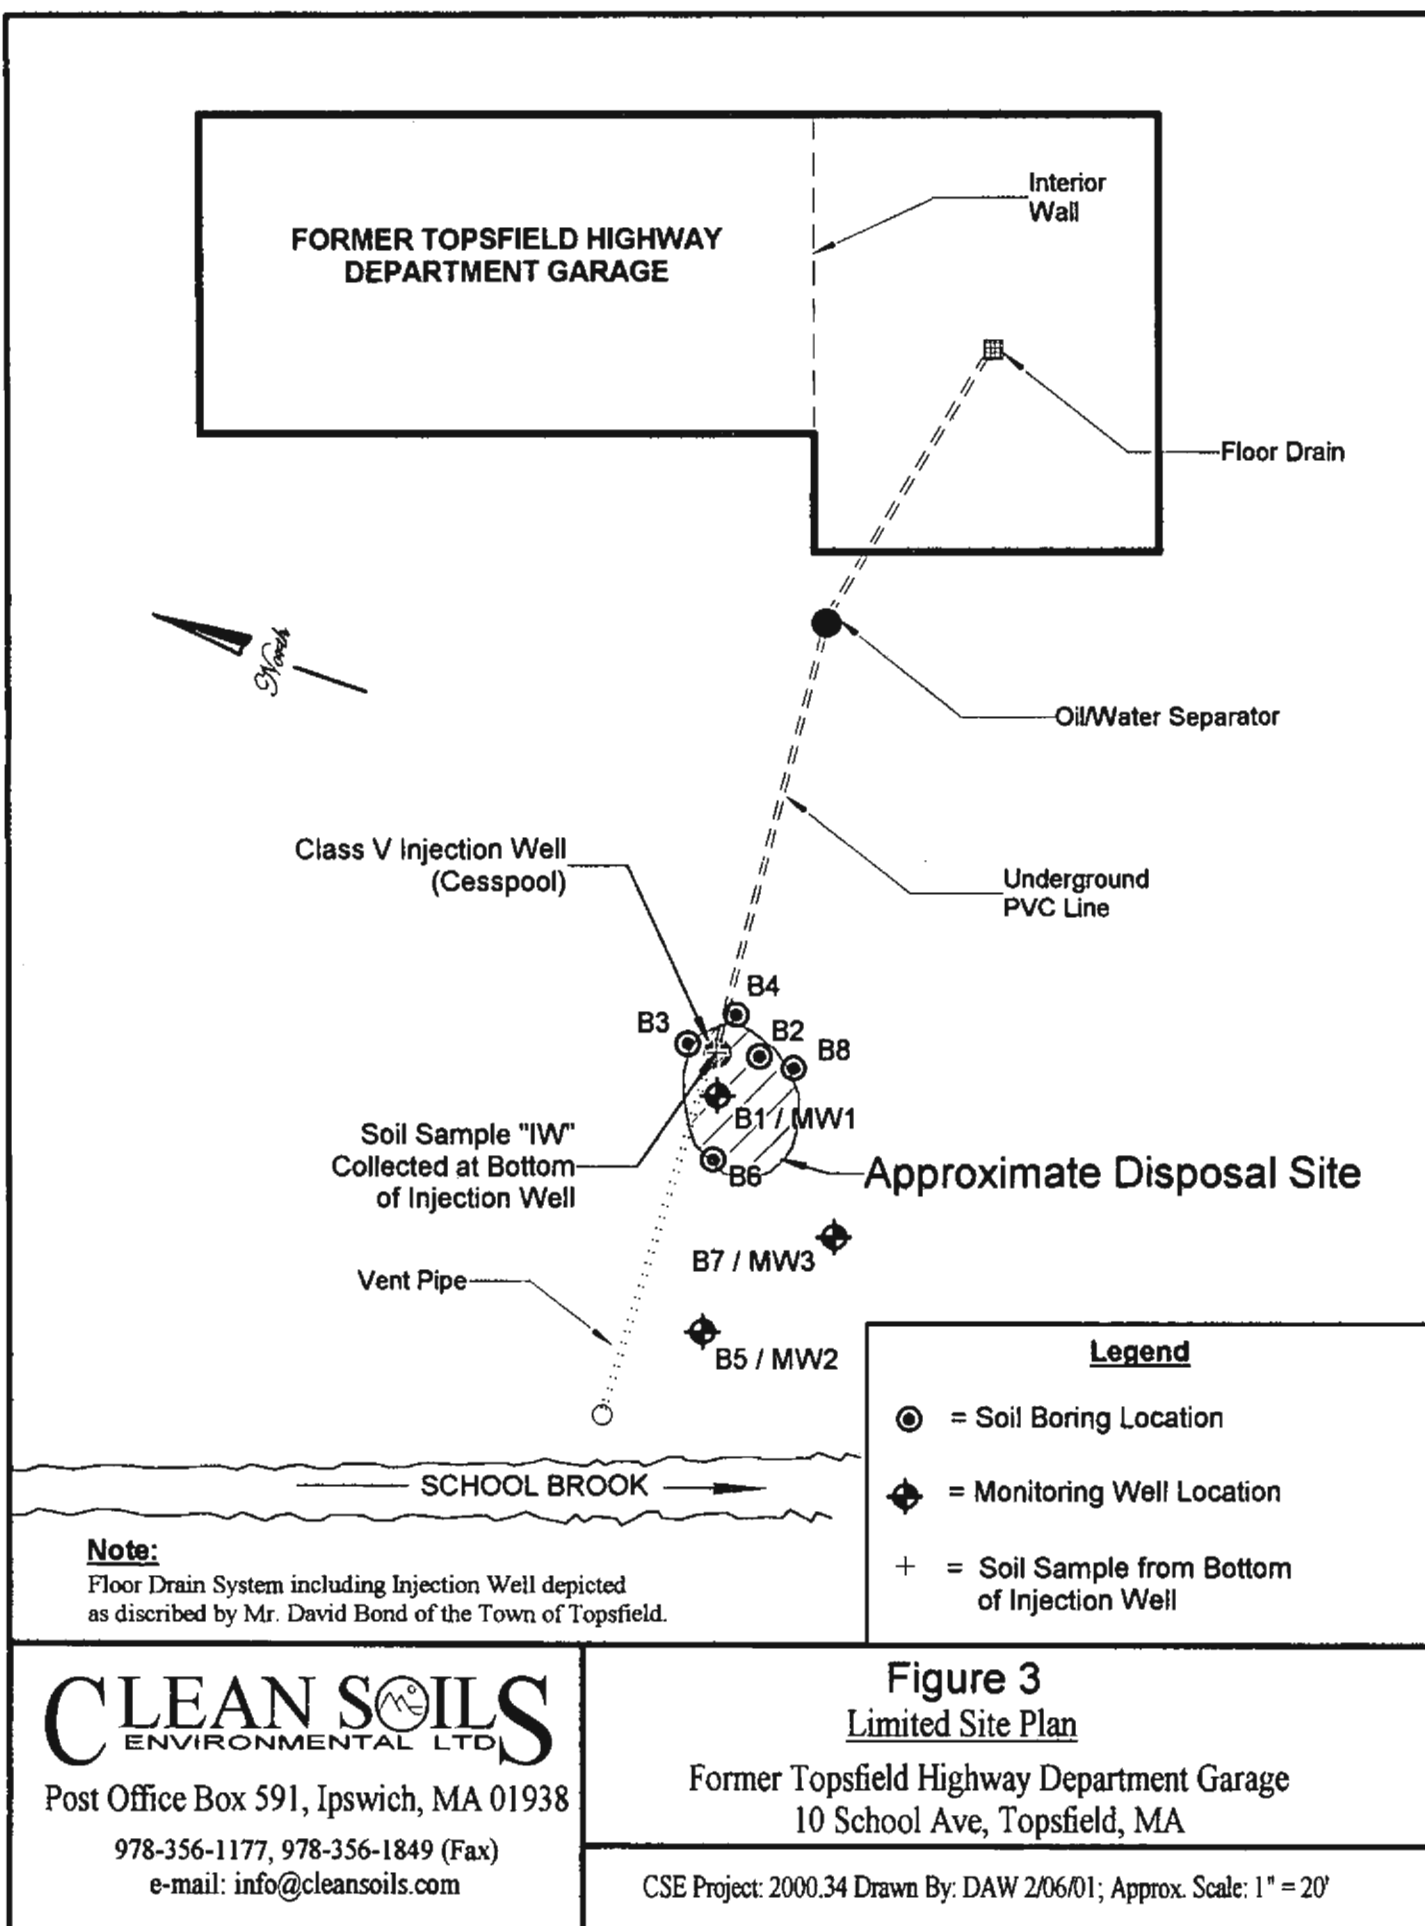 FORMER TOPSFIELD HIGHWAY
DEPARTMENT GARAGE
Interior
Wall
Floor Drain
North
Oil/Water Separator
Class V Injection Well
(Cesspool)
Underground
PVC Line
B4
B3
B2
B8
B1 / MW1
Soil Sample "IW"
Collected at Bottom
of Injection Well
B6
Approximate Disposal Site
B7 / MW3
Vent Pipe
B5 / MW2
SCHOOL BROOK
Legend
= Soil Boring Location
= Monitoring Well Location
+ = Soil Sample from Bottom
of Injection Well
Note:
Floor Drain System including Injection Well depicted
as discribed by Mr. David Bond of the Town of Topsfield.
CLEAN SOILS
ENVIRONMENTAL LTD
Post Office Box 591, Ipswich, MA 01938
978-356-1177, 978-356-1849 (Fax)
e-mail: info@cleansoils.com
Figure 3
Limited Site Plan
Former Topsfield Highway Department Garage
10 School Ave, Topsfield, MA
CSE Project: 2000.34 Drawn By: DAW 2/06/01; Approx. Scale: 1" = 20'